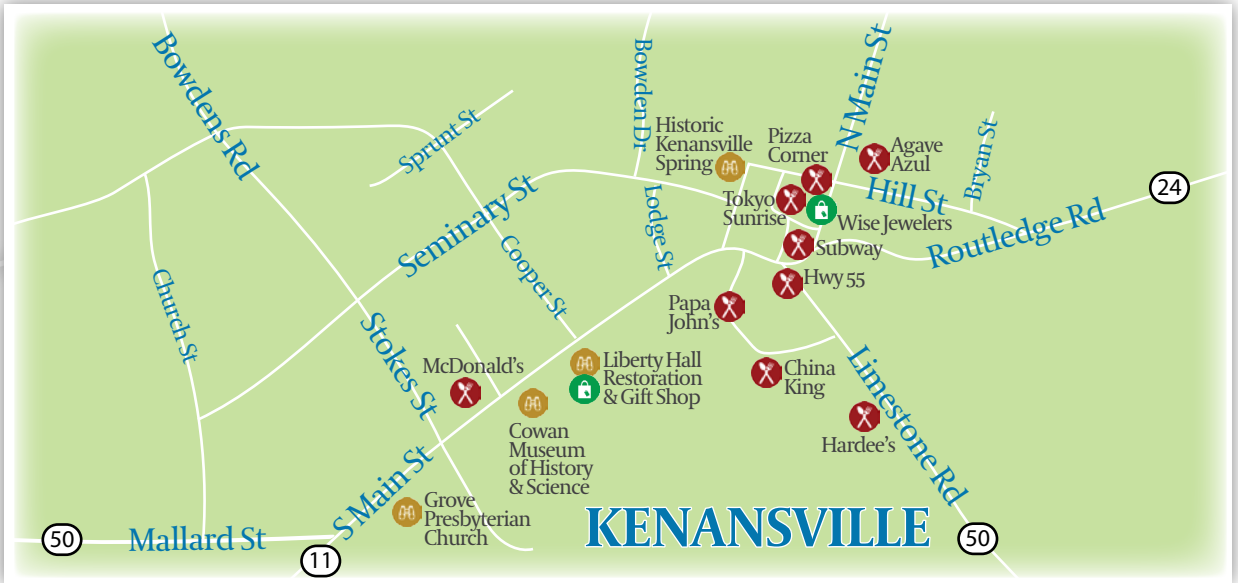 Bowdens Rd
Sprunt St
Bowden Dr
N Main St
Historic
Kenansville
Spring
Pizza
Corner
Agave
Azul
Bryan St
24
Hill St
Tokyo
Sunrise
Wise Jewelers
Routledge Rd
Seminary St
Lodge St
Subway
Cooper St
Church St
Hwy 55
Papa
John's
Stokes St
McDonald's
Liberty Hall
Restoration
& Gift Shop
China
King
Limestone Rd
Cowan
Museum
of History
& Science
Hardee's
S Main St
Grove
Presbyterian
Church
50
Mallard St
11
KENANSVILLE
50